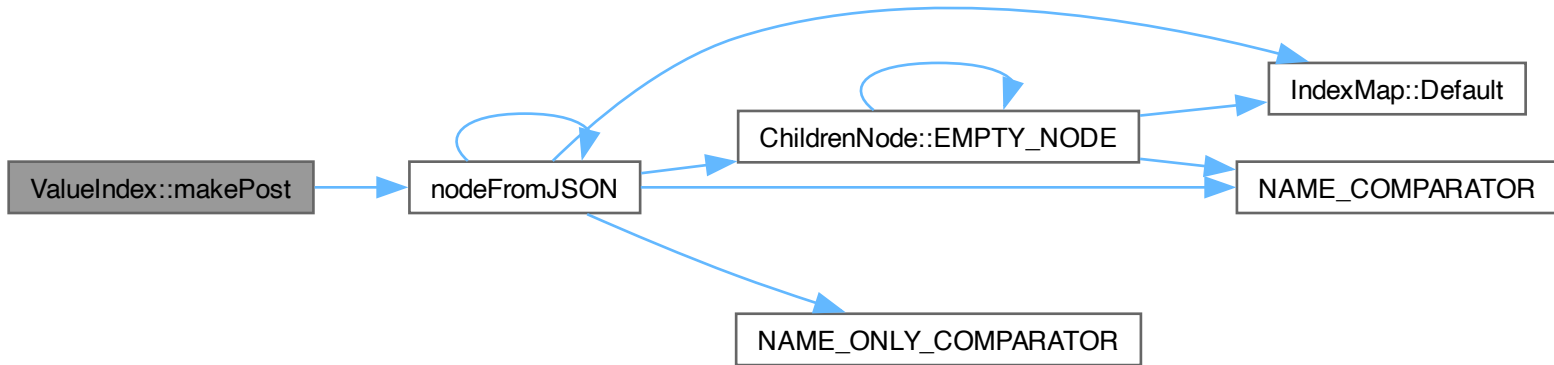 ValueIndex::makePost
nodeFromJSON
ChildrenNode::EMPTY_NODE
IndexMap::Default
NAME_COMPARATOR
NAME_ONLY_COMPARATOR